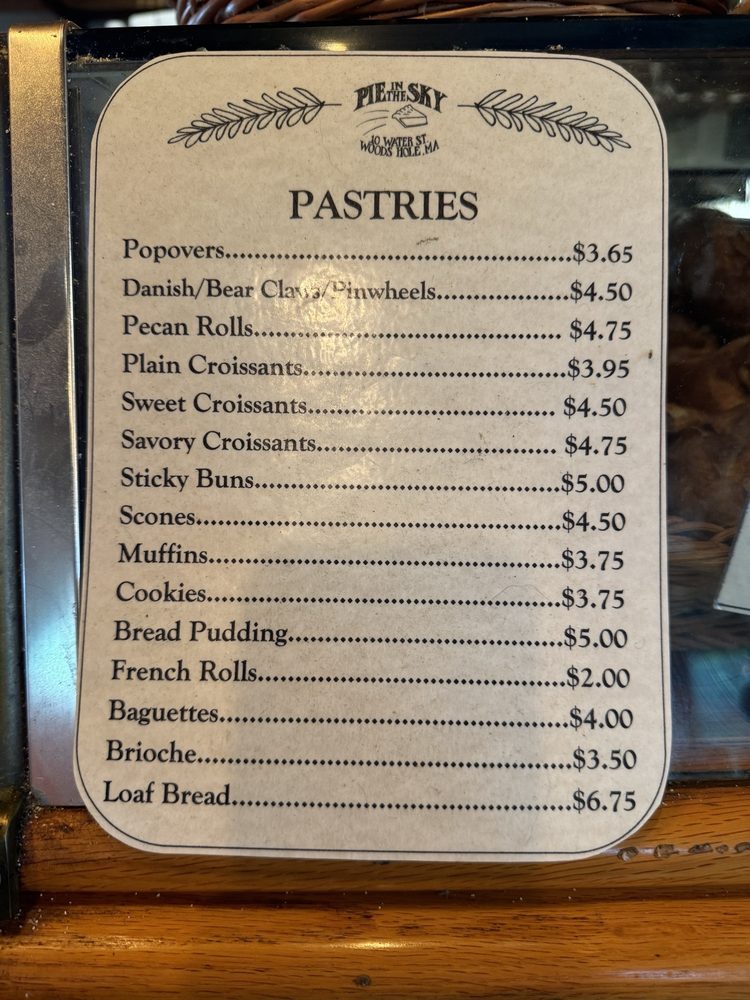 PIE IN THE SKY
10 WATER ST.
WOODS HOLE, MA
PASTRIES
Popovers..........................................$3.65
Danish/Bear Claws/Pinwheels................$4.50
Pecan Rolls...................................... $4.75
Plain Croissants.................................$3.95
Sweet Croissants............................... $4.50
Savory Croissants.............................. $4.75
Sticky Buns......................................$5.00
Scones.............................................$4.50
Muffins...........................................$3.75
Cookies...........................................$3.75
Bread Pudding..................................$5.00
French Rolls.....................................$2.00
Baguettes..........................................$4.00
Brioche.............................................$3.50
Loaf Bread.........................................$6.75